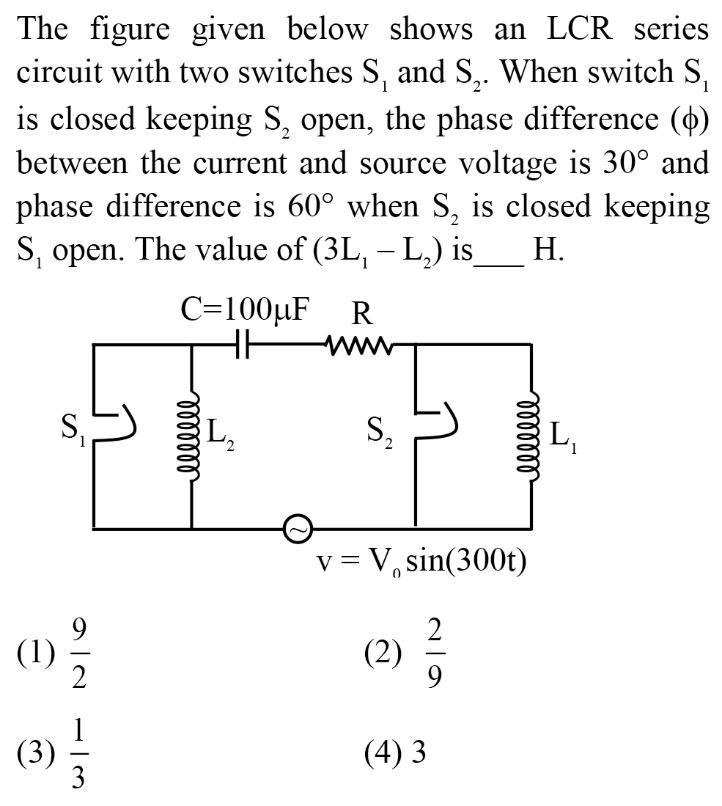 The figure given below shows an LCR series
circuit with two switches S₁ and S₂. When switch S₁
is closed keeping S₂ open, the phase difference (ϕ)
between the current and source voltage is 30° and
phase difference is 60° when S₂ is closed keeping
S₁ open. The value of (3L₁ – L₂) is___ H.
C=100μF R
S₁ L₂ S₂ L₁
v = V₀ sin(300t)
(1) 9/2 (2) 2/9
(3) 1/3 (4) 3